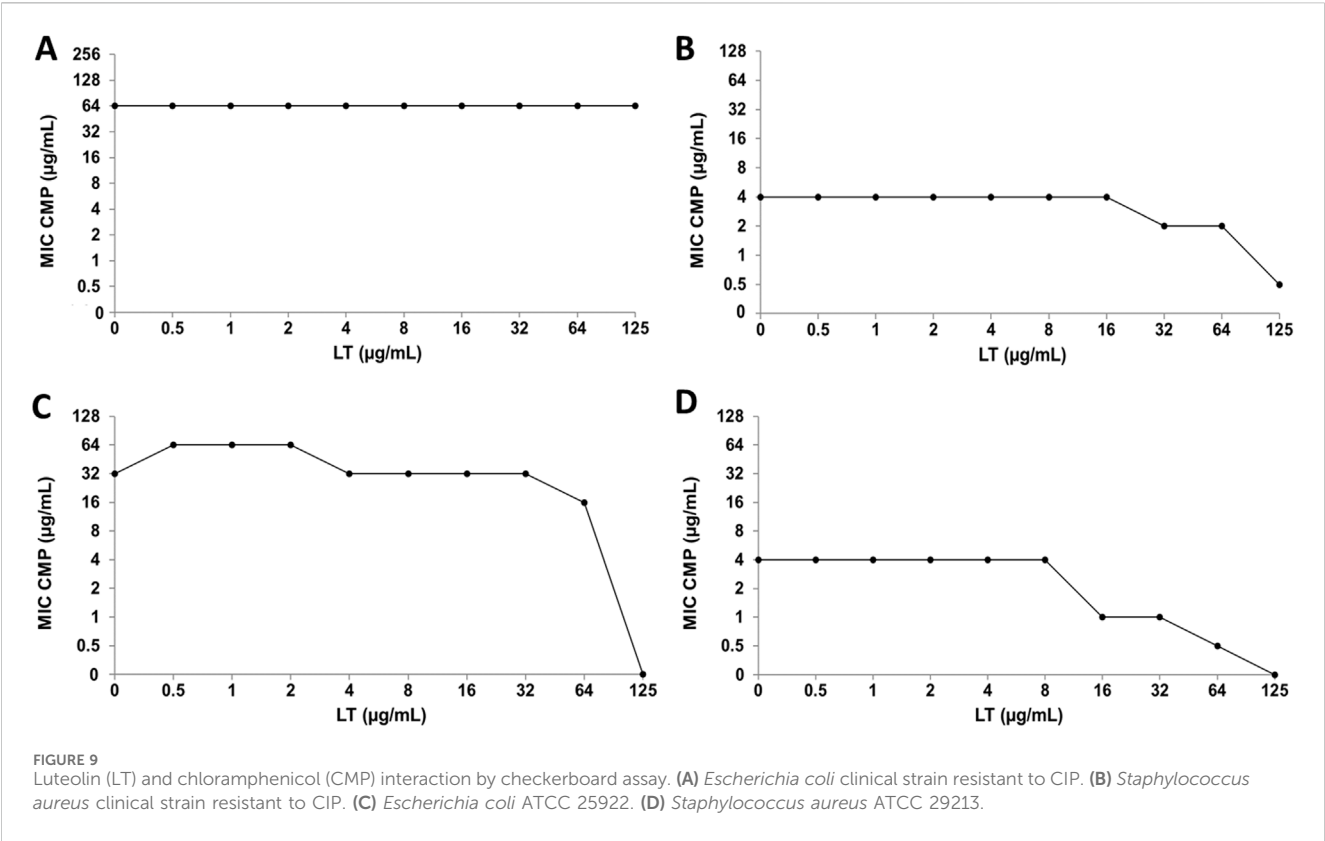 A
MIC CMP (µg/mL)
256
128
64
32
16
8
4
2
1
0.5
0
0 0.5 1 2 4 8 16 32 64 125
LT (µg/mL)
B
MIC CMP (µg/mL)
128
64
32
16
8
4
2
1
0.5
0
0 0.5 1 2 4 8 16 32 64 125
LT (µg/mL)
C
MIC CMP (µg/mL)
128
64
32
16
8
4
2
1
0.5
0
0 0.5 1 2 4 8 16 32 64 125
LT (µg/mL)
D
MIC CMP (µg/mL)
128
64
32
16
8
4
2
1
0.5
0
0 0.5 1 2 4 8 16 32 64 125
LT (µg/mL)
FIGURE 9
Luteolin (LT) and chloramphenicol (CMP) interaction by checkerboard assay. (A) Escherichia coli clinical strain resistant to CIP. (B) Staphylococcus
aureus clinical strain resistant to CIP. (C) Escherichia coli ATCC 25922. (D) Staphylococcus aureus ATCC 29213.